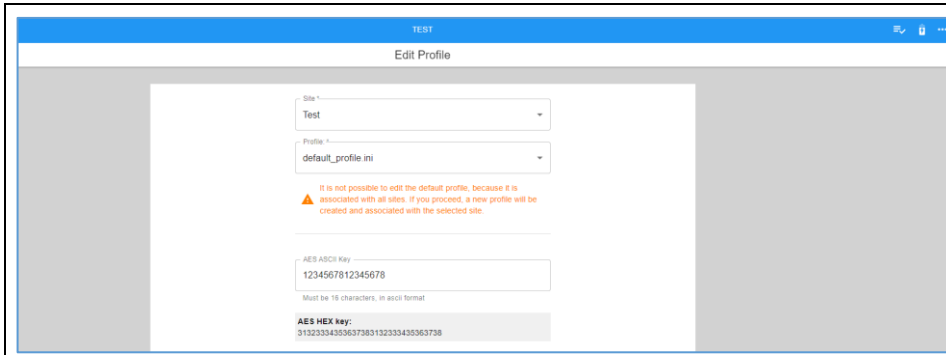 TEST
Edit Profile
Site *
Test
Profile: *
default_profile.ini
It is not possible to edit the default profile, because it is
associated with all sites. If you proceed, a new profile will be
created and associated with the selected site.
AES ASCII Key
1234567812345678
Must be 16 characters, in ascii format
AES HEX key:
31323334353637383132333435363738